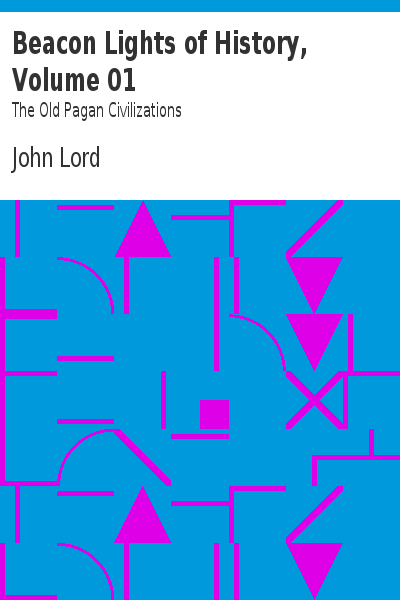 Beacon Lights of History,
Volume 01
The Old Pagan Civilizations
John Lord